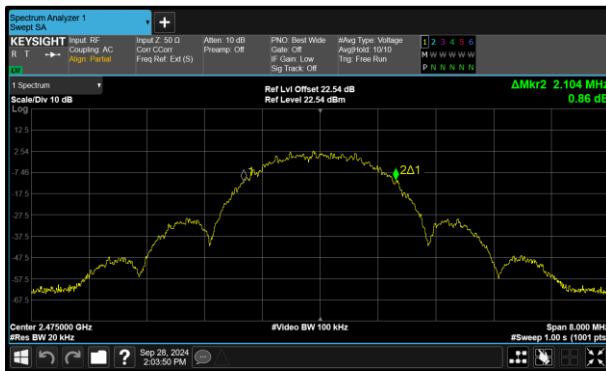 Spectrum Analyzer 1
Swept SA
KEYSIGHT Input: RF Input Z: 50 Ω Atten: 10 dB PNO: Best Wide #Avg Type: Voltage 1 2 3 4 5 6
R T Coupling: AC Corr CCorr Preamp: Off Gate: Off Avg|Hold: 10/10 M W W W W W
Align: Partial Freq Ref: Ext (S) IF Gain: Low Trig: Free Run
Sig Track: Off P N N N N N
1 Spectrum Ref Lvl Offset 22.54 dB ΔMkr2 2.104 MHz
Scale/Div 10 dB Ref Level 22.54 dBm 0.86 dB
Log
12.5
2.54
-7.46 1 2Δ1
-17.5
-27.5
-37.5
-47.5
-57.5
-67.5
Center 2.475000 GHz #Video BW 100 kHz Span 8.000 MHz
#Res BW 20 kHz #Sweep 1.00 s (1001 pts)
? Sep 28, 2024
2:03:50 PM